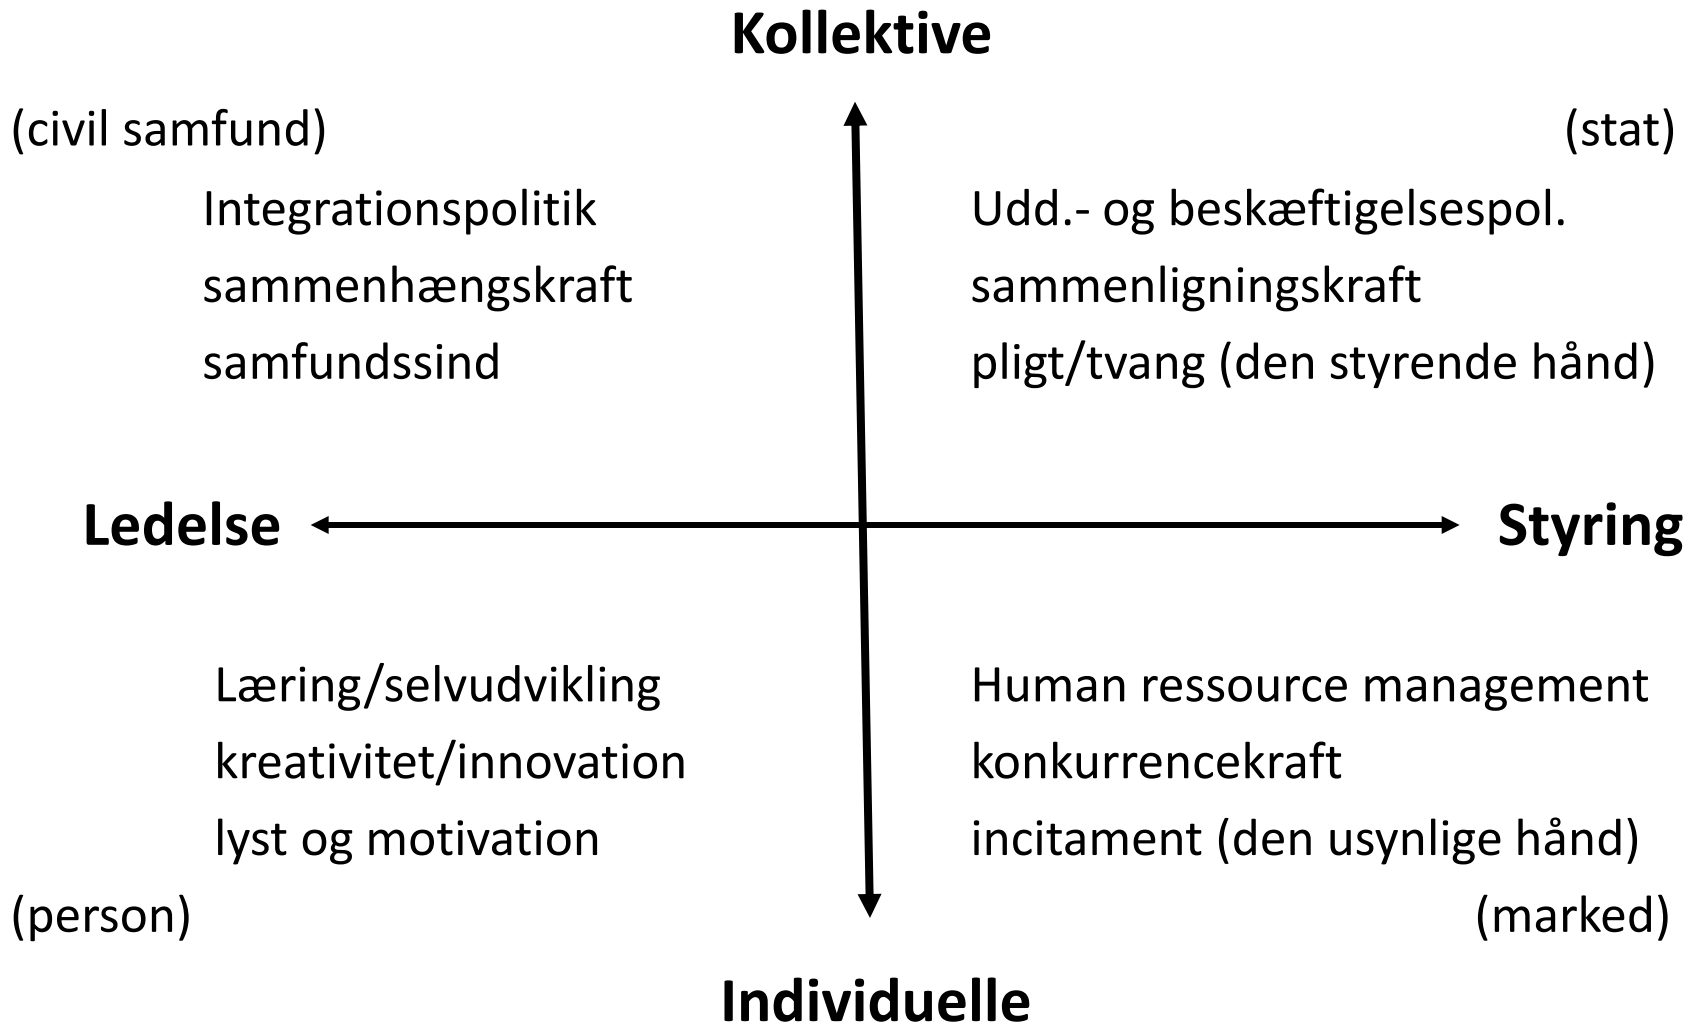 Kollektive
(civil samfund)
(stat)
Integrationspolitik
sammenhængskraft
samfundssind
Udd.- og beskæftigelsespol.
sammenligningskraft
pligt/tvang (den styrende hånd)
Ledelse
Styring
Læring/selvudvikling
kreativitet/innovation
lyst og motivation
Human ressource management
konkurrencekraft
incitament (den usynlige hånd)
(person)
(marked)
Individuelle